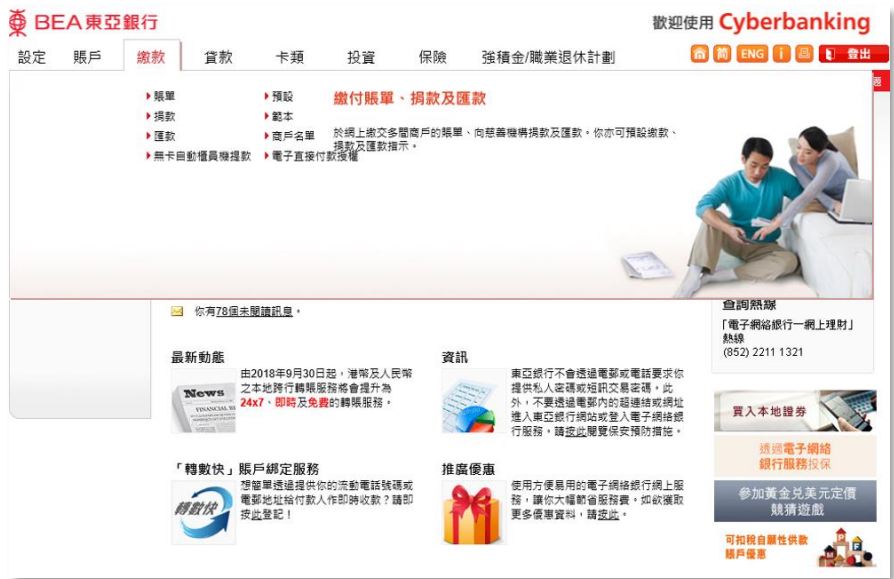 BEA東亞銀行
歡迎使用 Cyberbanking
設定 賬戶 繳款 貸款 卡類 投資 保險 強積金/職業退休計劃
簡 ENG i 登出
賬單
捐款
匯款
無卡自動櫃員機提款
預設
範本
商戶名單
電子直接付款授權
繳付賬單、捐款及匯款
於網上繳交多間商戶的賬單、向慈善機構捐款及匯款。你亦可預設繳款、
捐款及匯款指示。
你有78個未閱讀訊息。
最新動態
News
FINANCIAL
由2018年9月30日起，港幣及人民幣
之本地跨行轉賬服務將會提升為
24x7、即時及免費的轉賬服務。
資訊
東亞銀行不會透過電郵或電話要求你
提供私人密碼或短訊交易密碼。此
外，不要透過電郵內的超連結或網址
進入東亞銀行網站或登入電子網絡銀
行服務。請按此閱覽保安預防措施。
「轉數快」賬戶綁定服務
轉數快
想簡單透過提供你的流動電話號碼或
電郵地址給付款人作即時收款？請即
按此登記！
推廣優惠
使用方便易用的電子網絡銀行網上服
務，讓你大幅節省服務費。如欲獲取
更多優惠資料，請按此。
查詢熱線
「電子網絡銀行一網上理財」
熱線
(852) 2211 1321
買入本地證券
透過電子網絡
銀行服務投保
參加黃金兌美元定價
競猜遊戲
可扣稅自願性供款
賬戶優惠